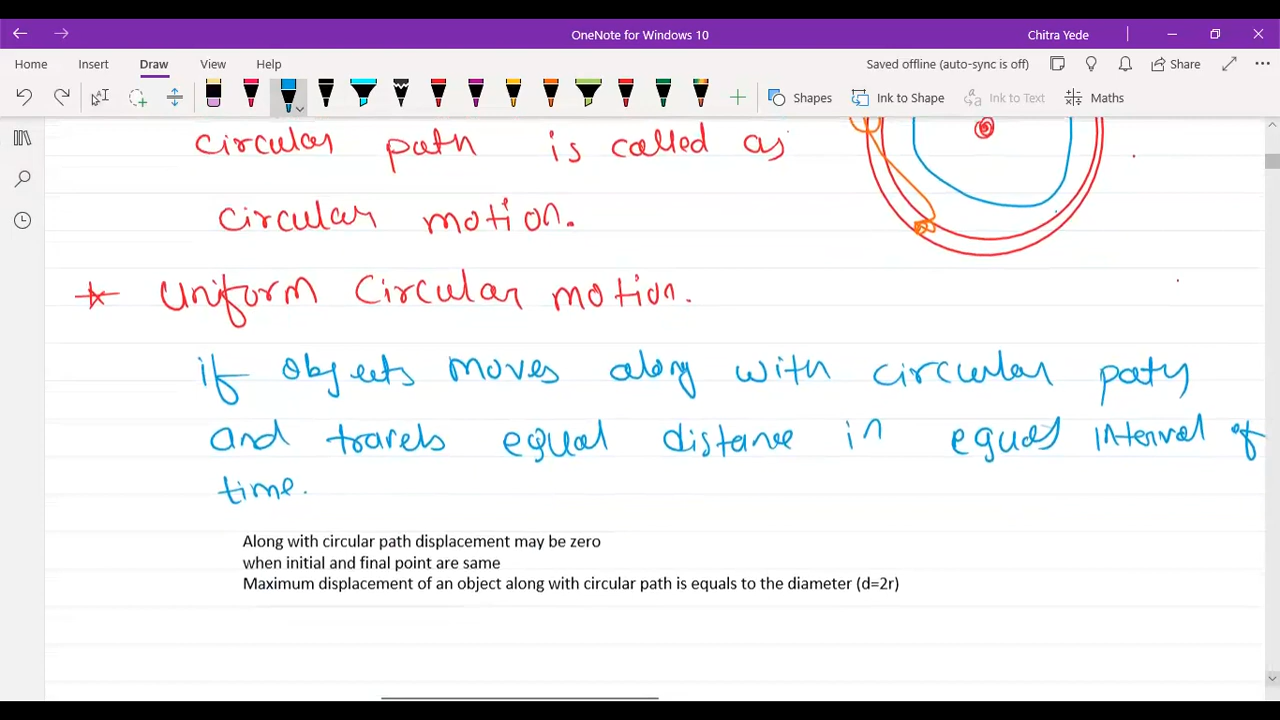 OneNote for Windows 10
Chitra Yede
Home Insert Draw View Help
Saved offline (auto-sync is off) Share
Shapes Ink to Shape Ink to Text Maths
circular path is called as
circular motion.
* Uniform Circular motion.
if objects moves along with circular path
and travels equal distance in equal interval of
time.
Along with circular path displacement may be zero
when initial and final point are same
Maximum displacement of an object along with circular path is equals to the diameter (d=2r)